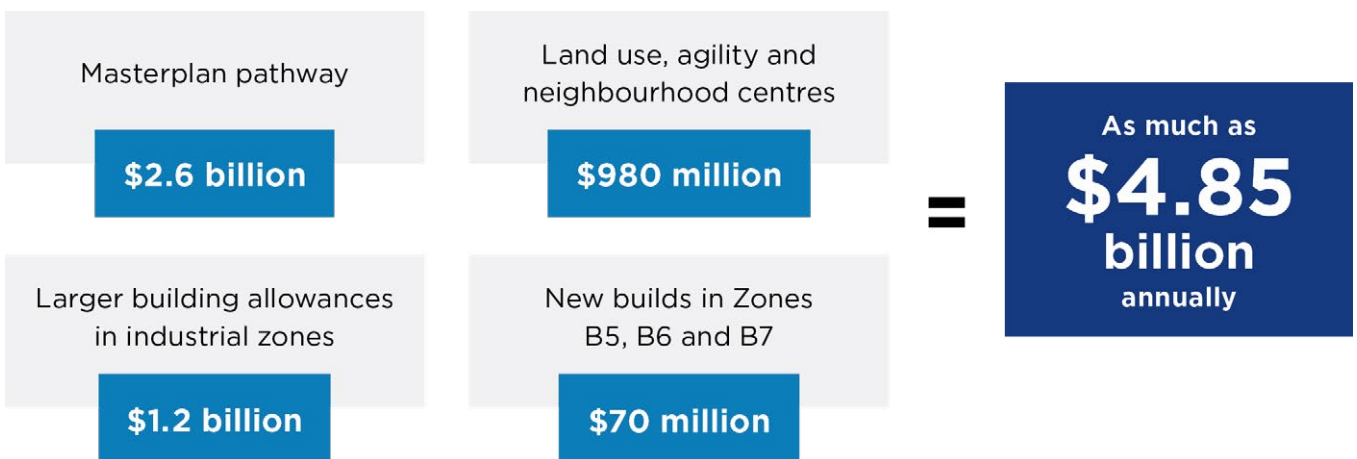 Masterplan pathway
$2.6 billion
Land use, agility and
neighbourhood centres
$980 million
Larger building allowances
in industrial zones
$1.2 billion
New builds in Zones
B5, B6 and B7
$70 million
=
As much as
$4.85
billion
annually